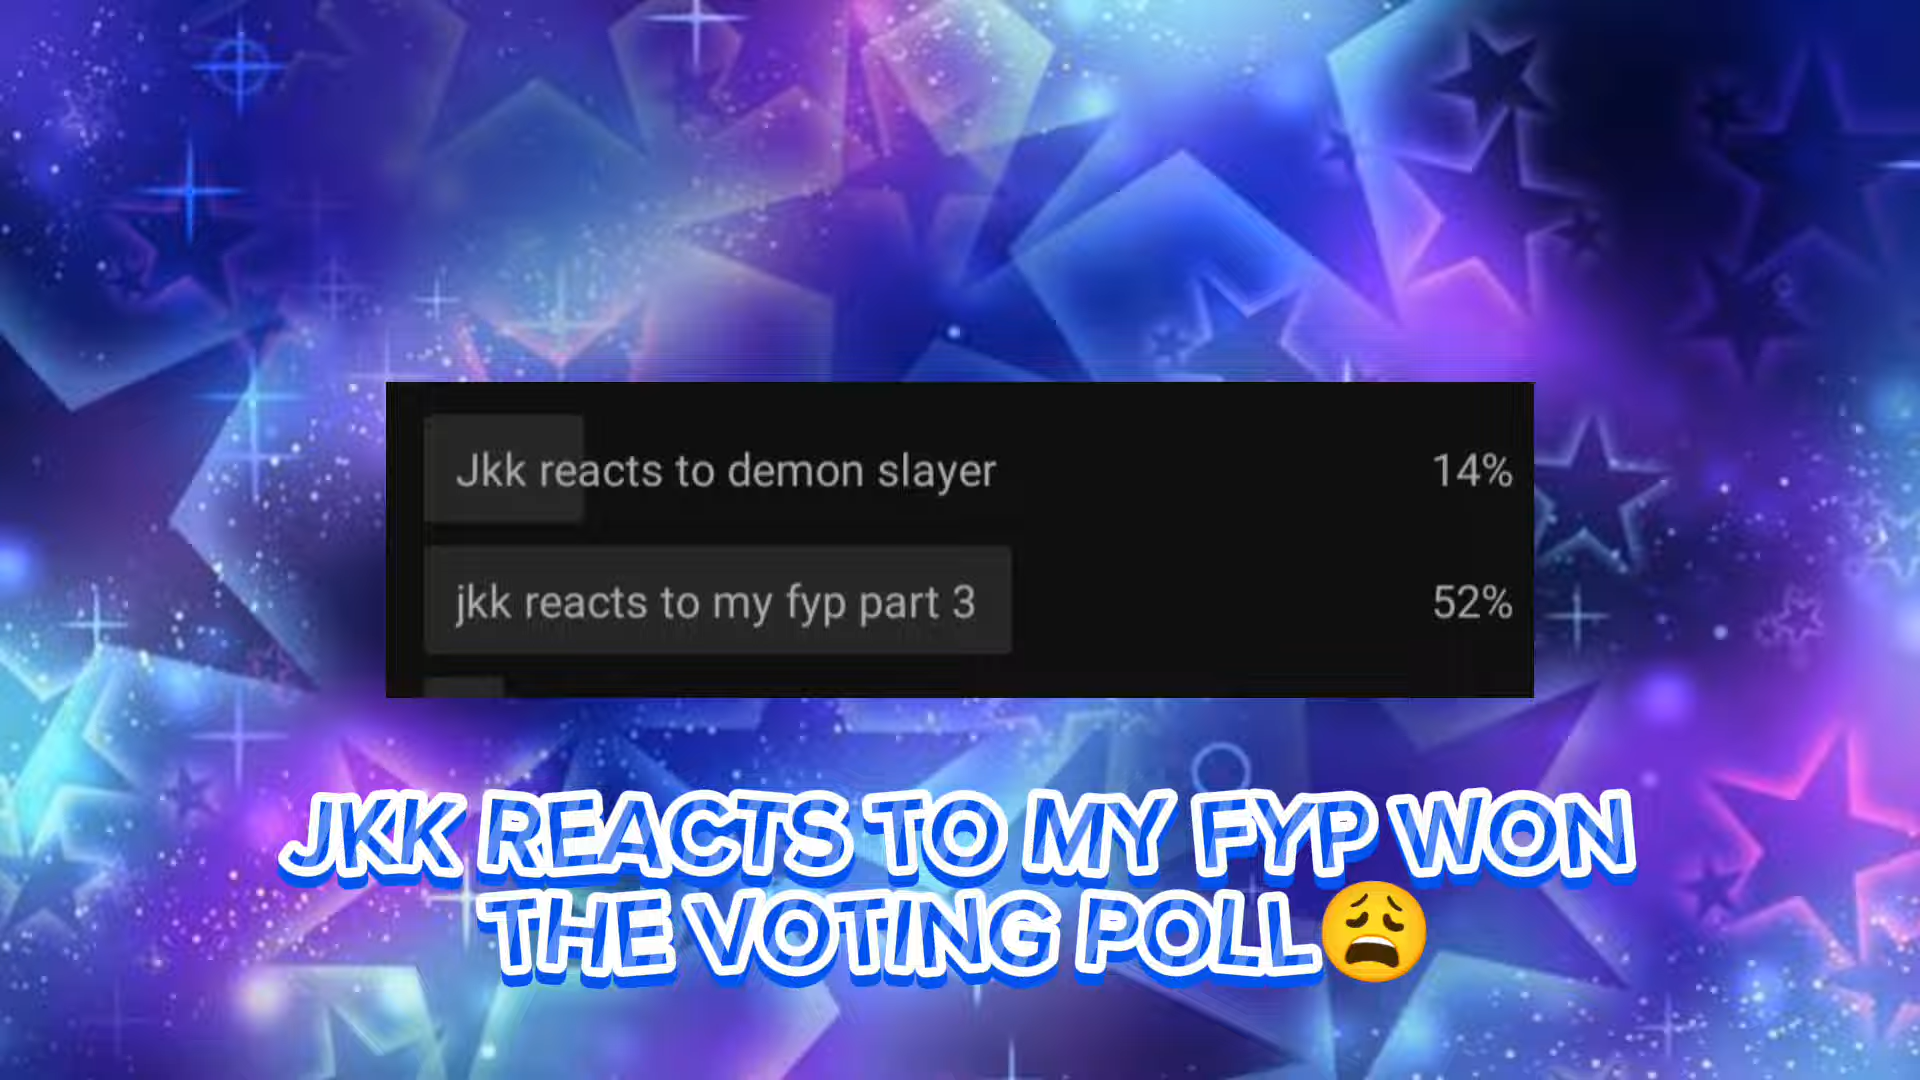 Jkk reacts to demon slayer 14%
jkk reacts to my fyp part 3 52%
JKK REACTS TO MY FYP WON
THE VOTING POLL😩